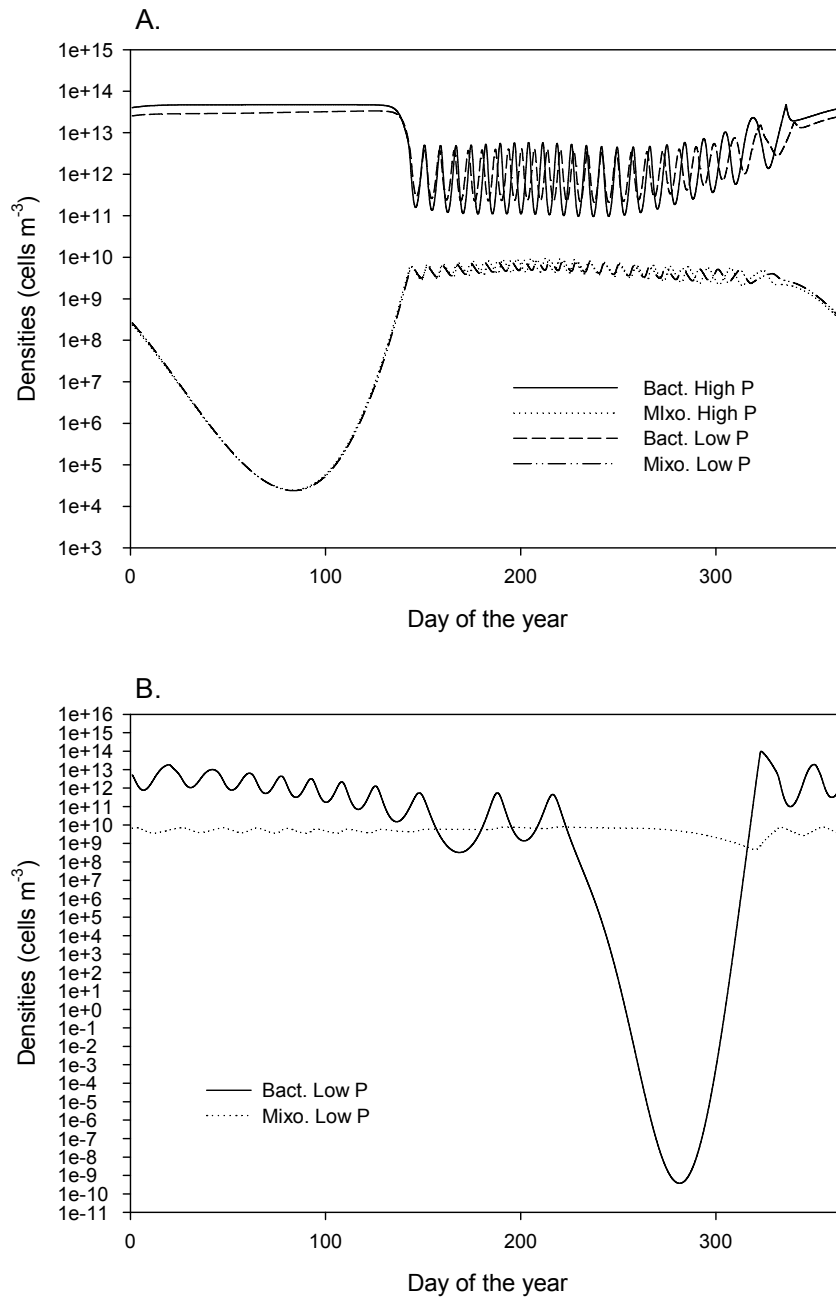 A.
1e+15
1e+14
1e+13
1e+12
1e+11
1e+10
1e+9
1e+8
1e+7
1e+6
1e+5
1e+4
1e+3
Densities (cells m-3)
Bact. High P
MIxo. High P
Bact. Low P
Mixo. Low P
0 100 200 300
Day of the year
B.
1e+16
1e+15
1e+14
1e+13
1e+12
1e+11
1e+10
1e+9
1e+8
1e+7
1e+6
1e+5
1e+4
1e+3
1e+2
1e+1
1e+0
1e-1
1e-2
1e-3
1e-4
1e-5
1e-6
1e-7
1e-8
1e-9
1e-10
1e-11
Densities (cells m-3)
Bact. Low P
Mixo. Low P
0 100 200 300
Day of the year